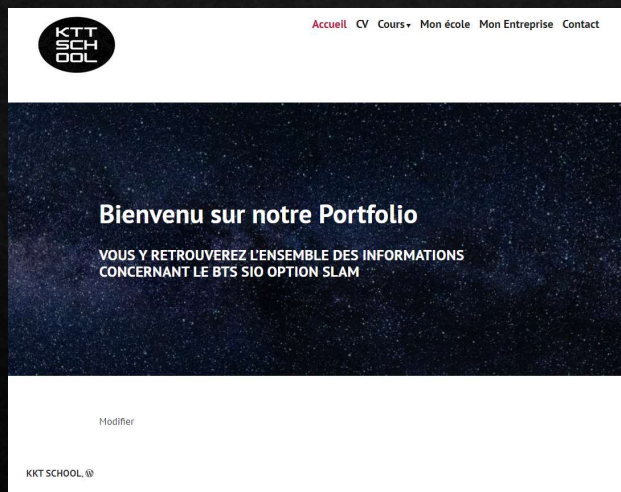 KTT
SCH
OOL
Accueil CV Cours▾ Mon école Mon Entreprise Contact
Bienvenu sur notre Portfolio
VOUS Y RETROUVEREZ L'ENSEMBLE DES INFORMATIONS
CONCERNANT LE BTS SIO OPTION SLAM
Modifier
KKT SCHOOL,